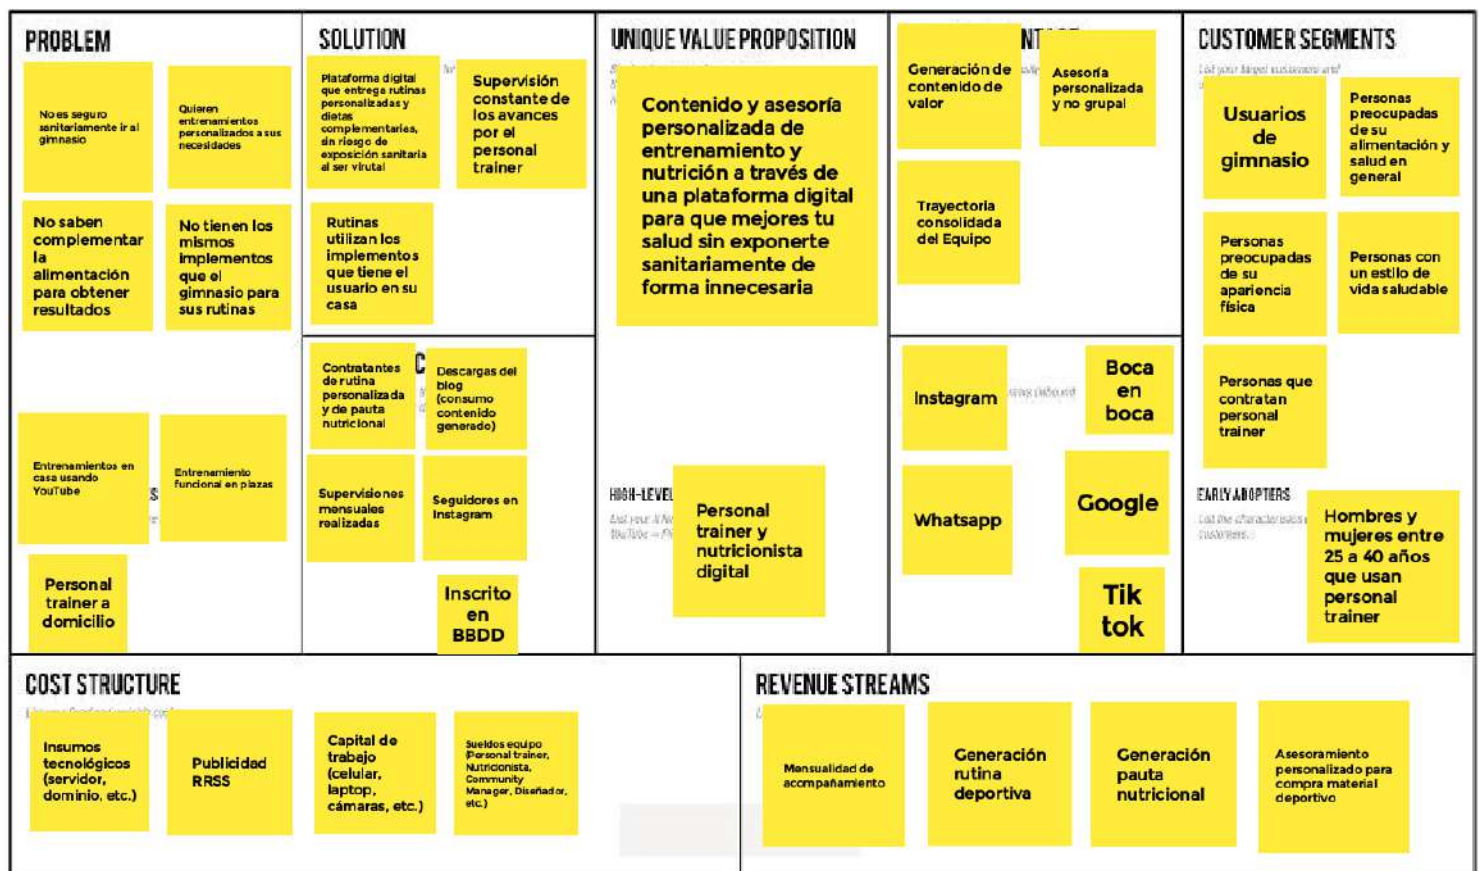 PROBLEM
No es seguro
sanitariamente ir al
gimnasio
Quieren
entrenamientos
personalizados a sus
necesidades
No saben
complementar
la
alimentación
para obtener
resultados
No tienen los
mismos
implementos
que el
gimnasio para
sus rutinas
Entrenamientos en
casa usando
YouTube
Entrenamiento
funcional en plazas
Personal
trainer a
domicilio
SOLUTION
Plataforma digital
que entrega rutinas
personalizadas y
dietas
complementarias,
sin riesgo de
exposición sanitaria
al ser virutal
Supervisión
constante de
los avances
por el
personal
trainer
Rutinas
utilizan los
implementos
que tiene el
usuario en su
casa
Contratantes
de rutina
personalizada
y de pauta
nutricional
Descargas del
blog
(consumo
contenido
generado)
Supervisiones
mensuales
realizadas
Seguidores en
Instagram
Inscrito
en
BBDD
UNIQUE VALUE PROPOSITION
Contenido y asesoría
personalizada de
entrenamiento y
nutrición a través de
una plataforma digital
para que mejores tu
salud sin exponerte
sanitariamente de
forma innecesaria
HIGH-LEVEL
Personal
trainer y
nutricionista
digital
Generación de
contenido de
valor
Asesoría
personalizada
y no grupal
Trayectoria
consolidada
del Equipo
Instagram
Boca
en
boca
Whatsapp
Google
Tik
tok
CUSTOMER SEGMENTS
List your target customers and
Usuarios
de
gimnasio
Personas
preocupadas
de su
alimentación y
salud en
general
Personas
preocupadas
de su
apariencia
física
Personas con
un estilo de
vida saludable
Personas que
contratan
personal
trainer
EARLY ADOPTERS
List the characteristics
customers.
Hombres y
mujeres entre
25 a 40 años
que usan
personal
trainer
COST STRUCTURE
Insumos
tecnológicos
(servidor,
dominio, etc.)
Publicidad
RRSS
Capital de
trabajo
(celular,
laptop,
cámaras, etc.)
Sueldos equipo
(Personal trainer,
Nutricionista,
Community
Manager, Diseñador,
etc.)
REVENUE STREAMS
Mensualidad de
acompañamiento
Generación
rutina
deportiva
Generación
pauta
nutricional
Asesoramiento
personalizado para
compra material
deportivo